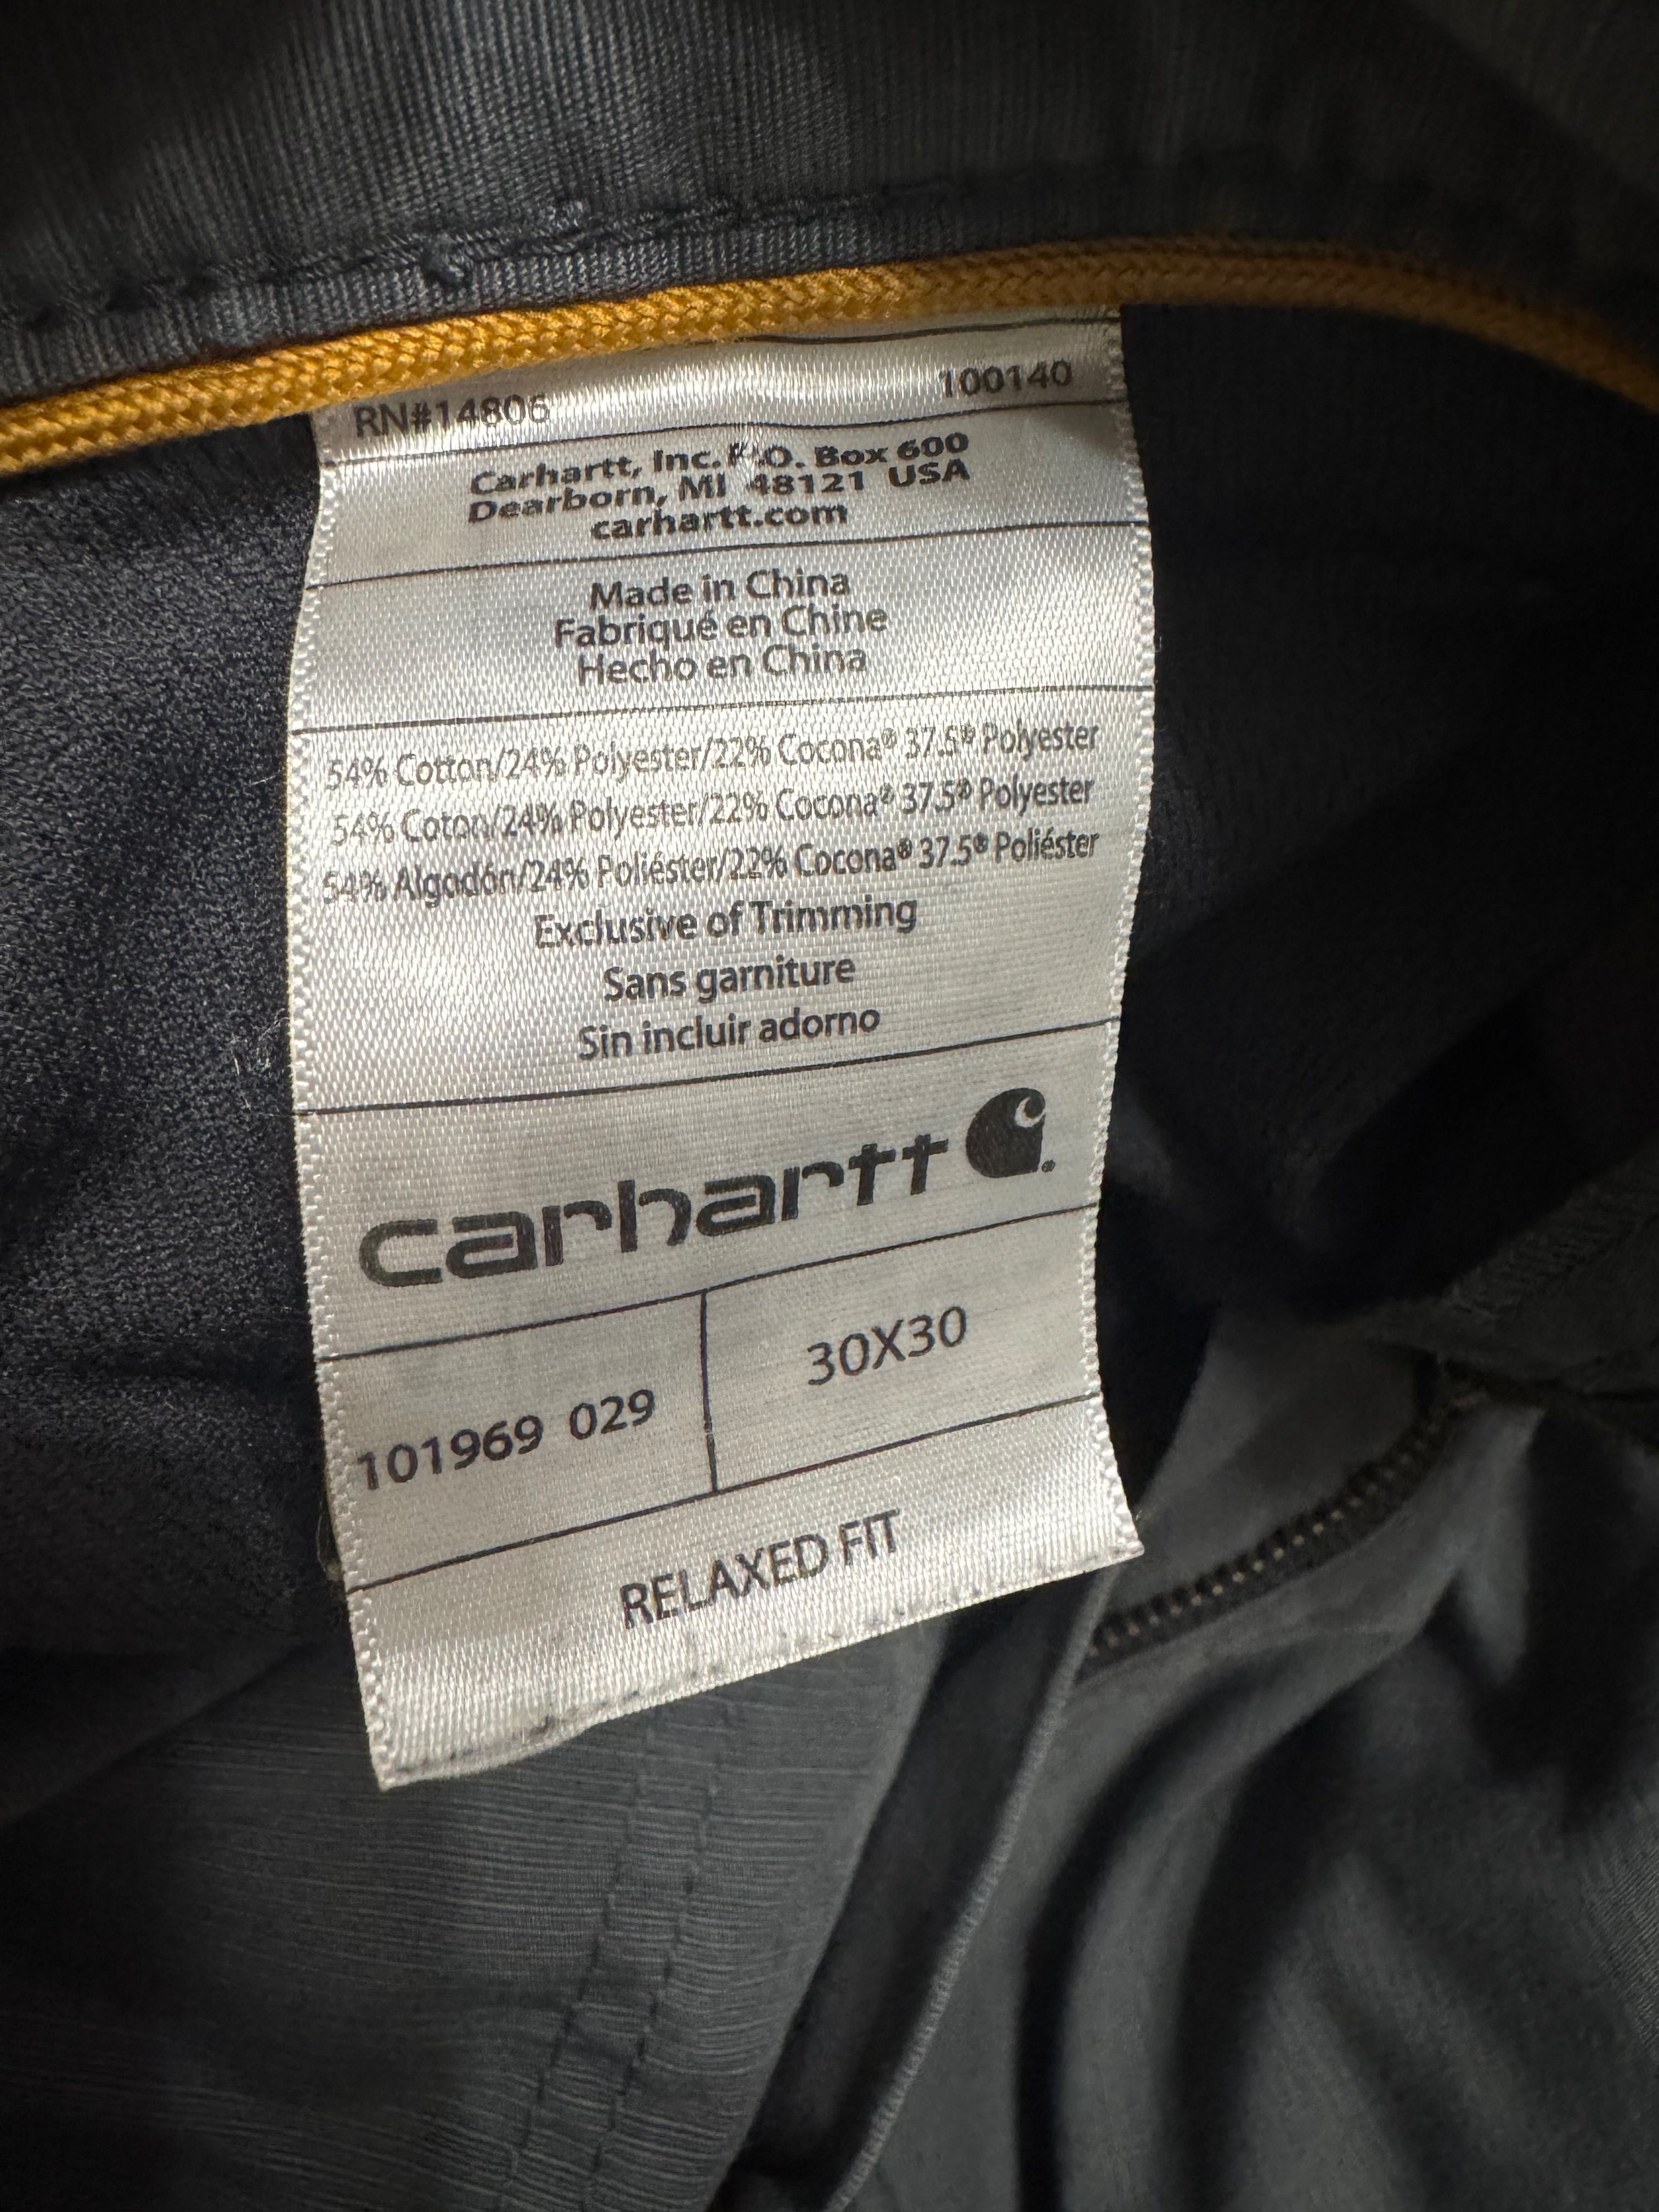 RN#14806 100140
Carhartt, Inc. P.O. Box 600
Dearborn, MI 48121 USA
carhartt.com
Made in China
Fabriqué en Chine
Hecho en China
54% Cotton/24% Polyester/22% Cocona® 37.5® Polyester
54% Coton/24% Polyester/22% Cocona® 37.5® Polyester
54% Algodón/24% Poliéster/22% Cocona® 37.5® Poliéster
Exclusive of Trimming
Sans garniture
Sin incluir adorno
carhartt ®
101969 029 30X30
RELAXED FIT